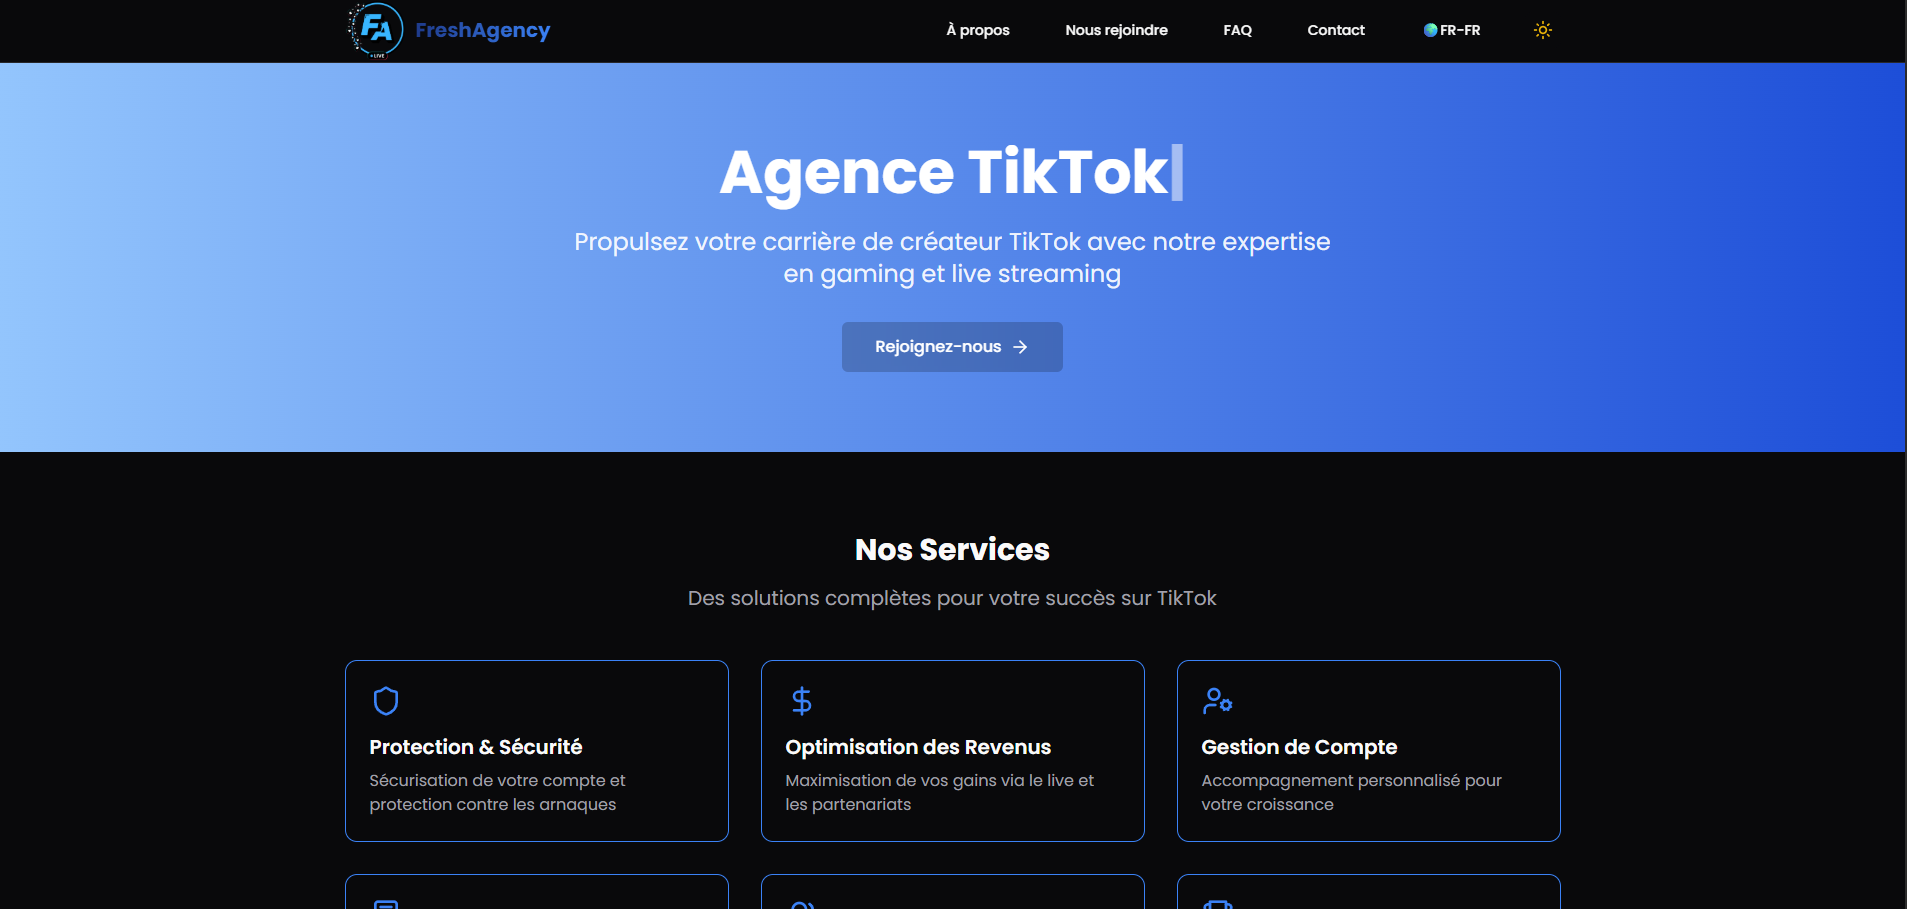 FA
LIVE
FreshAgency
À propos
Nous rejoindre
FAQ
Contact
FR-FR
Agence TikTok
Propulsez votre carrière de créateur TikTok avec notre expertise
en gaming et live streaming
Rejoignez-nous →
Nos Services
Des solutions complètes pour votre succès sur TikTok
Protection & Sécurité
Sécurisation de votre compte et
protection contre les arnaques
Optimisation des Revenus
Maximisation de vos gains via le live et
les partenariats
Gestion de Compte
Accompagnement personnalisé pour
votre croissance